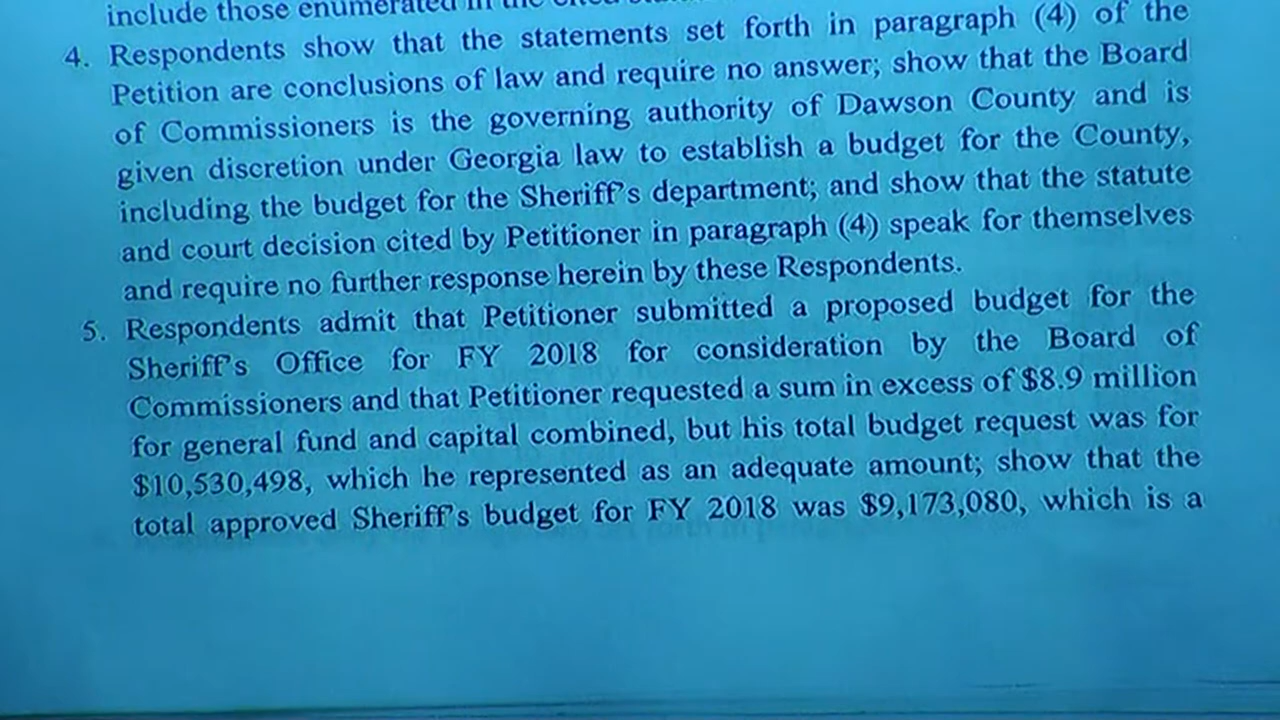 include those enumerated in the
4. Respondents show that the statements set forth in paragraph (4) of the
Petition are conclusions of law and require no answer; show that the Board
of Commissioners is the governing authority of Dawson County and is
given discretion under Georgia law to establish a budget for the County,
including the budget for the Sheriff's department; and show that the statute
and court decision cited by Petitioner in paragraph (4) speak for themselves
and require no further response herein by these Respondents.
5. Respondents admit that Petitioner submitted a proposed budget for the
Sheriff's Office for FY 2018 for consideration by the Board of
Commissioners and that Petitioner requested a sum in excess of $8.9 million
for general fund and capital combined, but his total budget request was for
$10,530,498, which he represented as an adequate amount; show that the
total approved Sheriff's budget for FY 2018 was $9,173,080, which is a